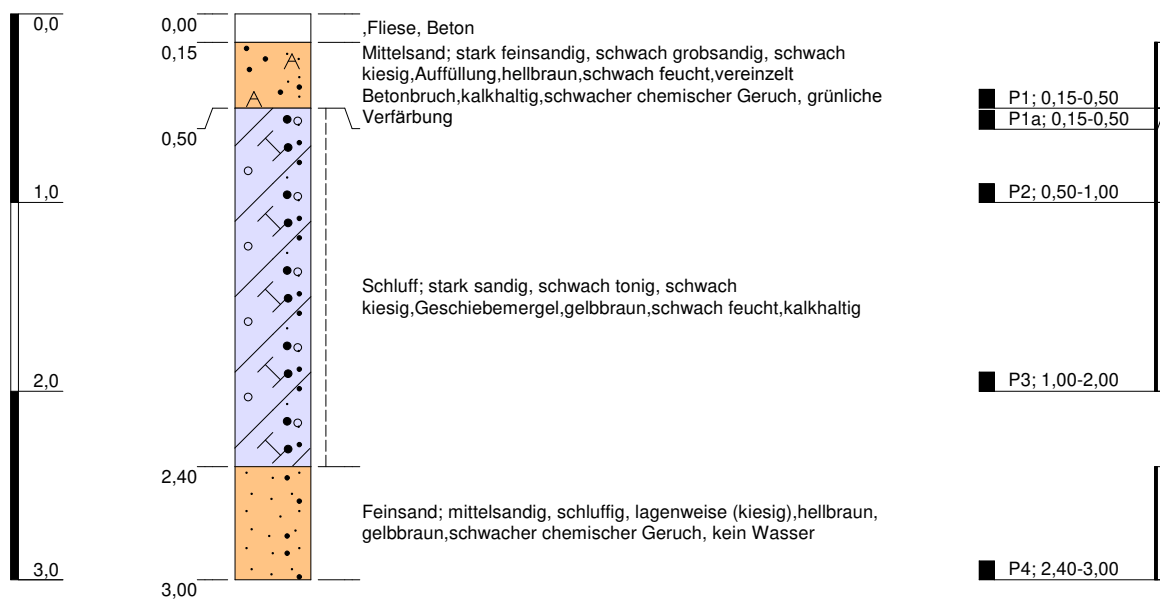 0,0
1,0
2,0
3,0
0,00
0,15
0,50
2,40
3,00
,Fliese, Beton
Mittelsand; stark feinsandig, schwach grobsandig, schwach
kiesig,Auffüllung,hellbraun,schwach feucht,vereinzelt
Betonbruch,kalkhaltig,schwacher chemischer Geruch, grünliche
Verfärbung
A
A
Schluff; stark sandig, schwach tonig, schwach
kiesig,Geschiebemergel,gelbbraun,schwach feucht,kalkhaltig
Feinsand; mittelsandig, schluffig, lagenweise (kiesig),hellbraun,
gelbbraun,schwacher chemischer Geruch, kein Wasser
P1; 0,15-0,50
P1a; 0,15-0,50
P2; 0,50-1,00
P3; 1,00-2,00
P4; 2,40-3,00